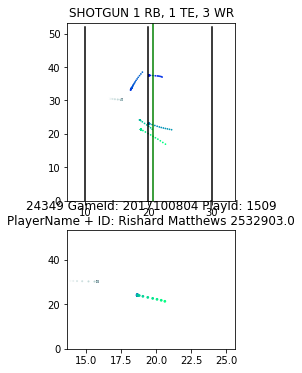 SHOTGUN 1 RB, 1 TE, 3 WR
50
40
30
20
10
0
10 20 30
24349 GameId: 2017100804 PlayId: 1509
PlayerName + ID: Rishard Matthews 2532903.0
40
20
0
15.0 17.5 20.0 22.5 25.0